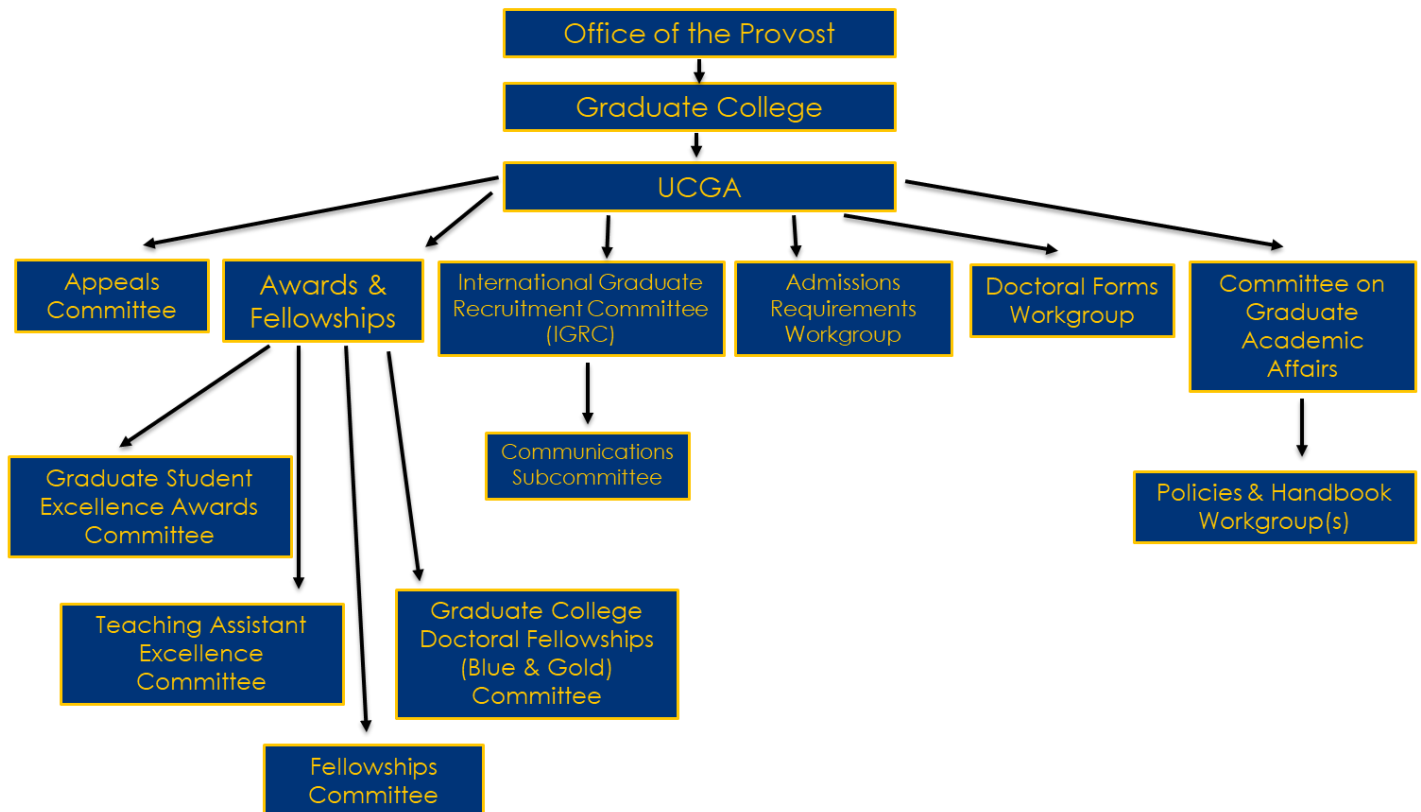 Office of the Provost
Graduate College
UCGA
Appeals
Committee
Awards &
Fellowships
International Graduate
Recruitment Committee
(IGRC)
Admissions
Requirements
Workgroup
Doctoral Forms
Workgroup
Committee on
Graduate
Academic
Affairs
Communications
Subcommittee
Graduate Student
Excellence Awards
Committee
Policies & Handbook
Workgroup(s)
Teaching Assistant
Excellence
Committee
Graduate College
Doctoral Fellowships
(Blue & Gold)
Committee
Fellowships
Committee